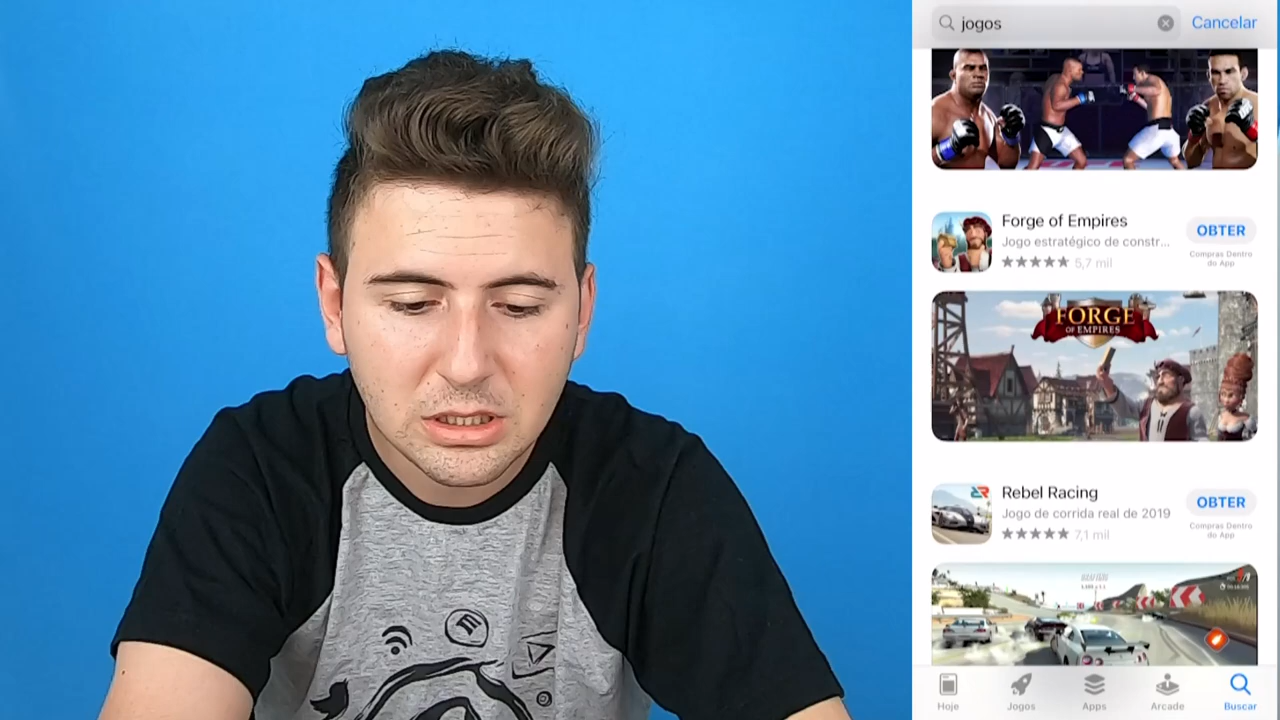 jogos
Cancelar
Forge of Empires
OBTER
Jogo estratégico de constr...
Compras Dentro
do App
5,7 mil
FORGE
OF EMPIRES
Rebel Racing
OBTER
Jogo de corrida real de 2019
Compras Dentro
do App
7,1 mil
Hoje
Jogos
Apps
Arcade
Buscar